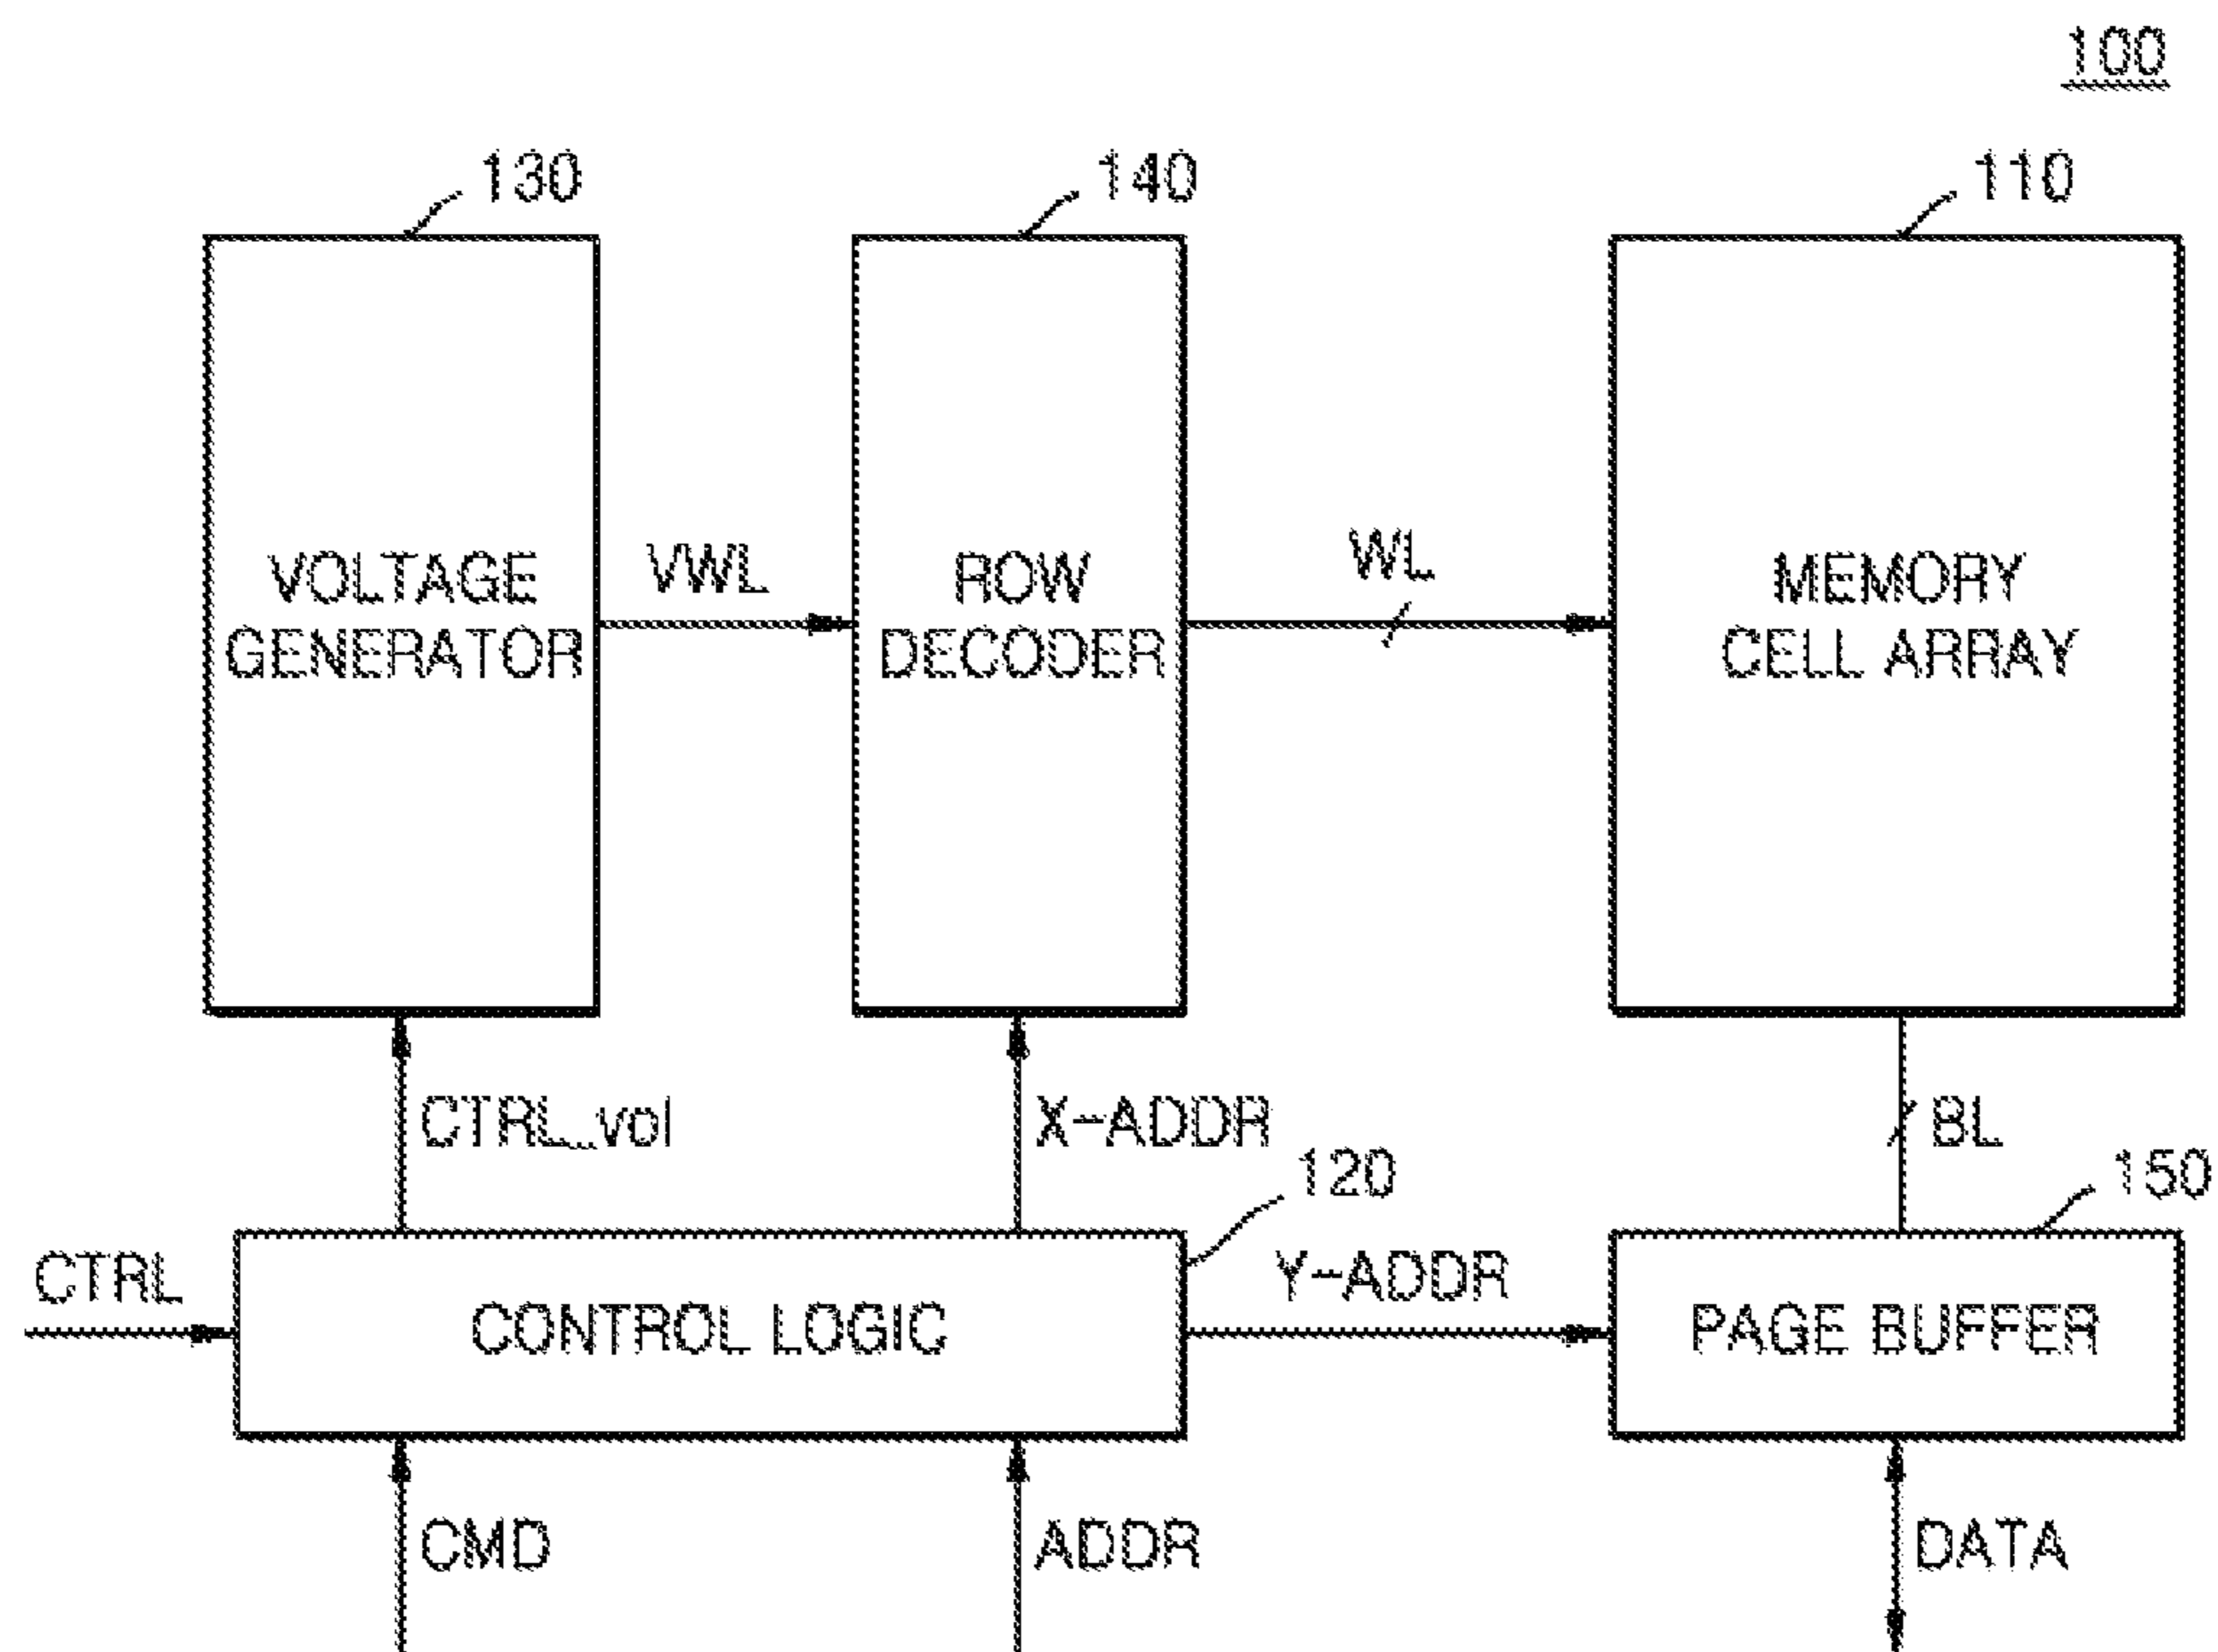 100
130
140
110
VOLTAGE
GENERATOR
VWL
ROW
DECODER
WL
MEMORY
CELL ARRAY
CTRL_vol
X-ADDR
BL
120
150
CTRL
CONTROL LOGIC
Y-ADDR
PAGE BUFFER
CMD
ADDR
DATA